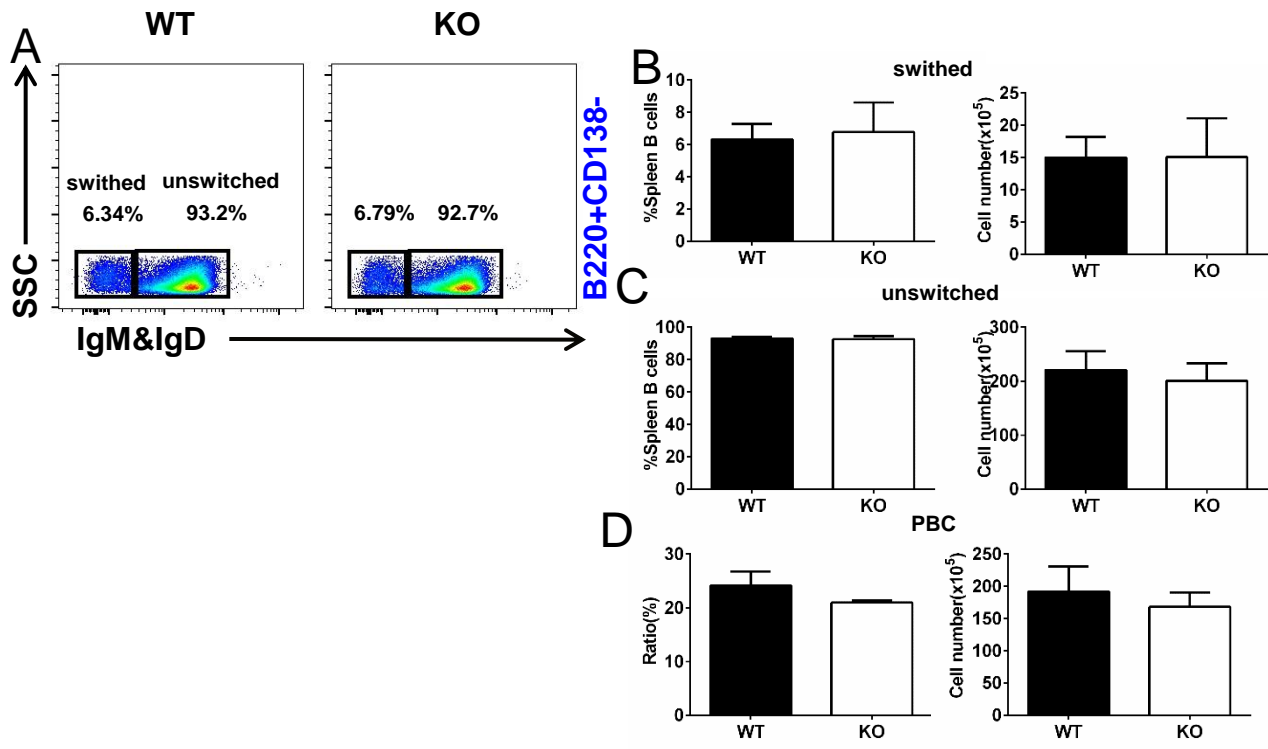 A
WT
KO
SSC
swithed
unswitched
6.34%
93.2%
6.79%
92.7%
IgM&IgD
B220+CD138-
B
swithed
%Spleen B cells
10
8
6
4
2
0
WT
KO
Cell number(x10⁵)
25
20
15
10
5
0
WT
KO
C
unswitched
%Spleen B cells
100
80
60
40
20
0
WT
KO
Cell number(x10⁵)
300
200
100
0
WT
KO
D
PBC
Ratio(%)
30
20
10
0
WT
KO
Cell number(x10⁵)
250
200
150
100
50
0
WT
KO